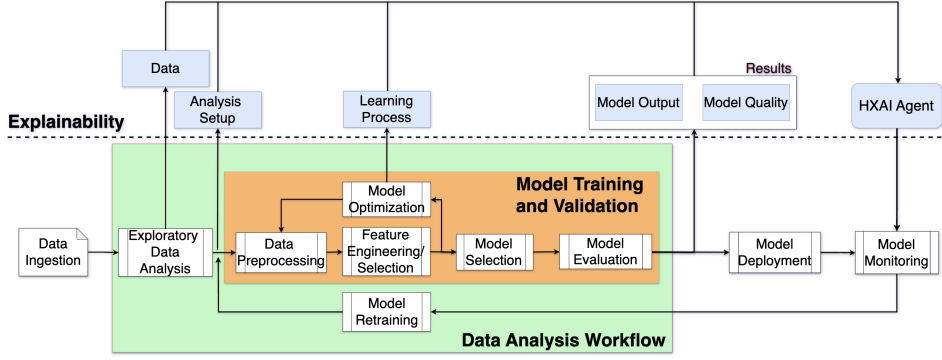 Results
Data
Analysis
Setup
Learning
Process
Model Output
Model Quality
HXAI Agent
Explainability
Model Training
and Validation
Model
Optimization
Data
Ingestion
Exploratory
Data
Analysis
Data
Preprocessing
Feature
Engineering/
Selection
Model
Selection
Model
Evaluation
Model
Deployment
Model
Monitoring
Model
Retraining
Data Analysis Workflow